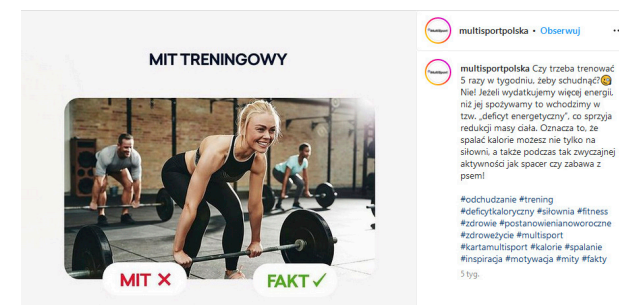 MIT TRENINGOWY
MIT ✕
FAKT ✓
multisportpolska • Obserwuj
multisportpolska Czy trzeba trenować
5 razy w tygodniu, żeby schudnąć?🤔
Nie! Jeżeli wydatkujemy więcej energii,
niż jej spożywamy to wchodzimy w
tzw. „deficyt energetyczny”, co sprzyja
redukcji masy ciała. Oznacza to, że
spalać kalorie możesz nie tylko na
siłowni, a także podczas tak zwyczajnej
aktywności jak spacer czy zabawa z
psem!
#odchudzanie #trening
#deficytkaloryczny #siłownia #fitness
#zdrowie #postanowienianoworoczne
#zdroweżycie #multisport
#kartamultisport #kalorie #spalanie
#inspiracja #motywacja #mity #fakty
5 tyg.